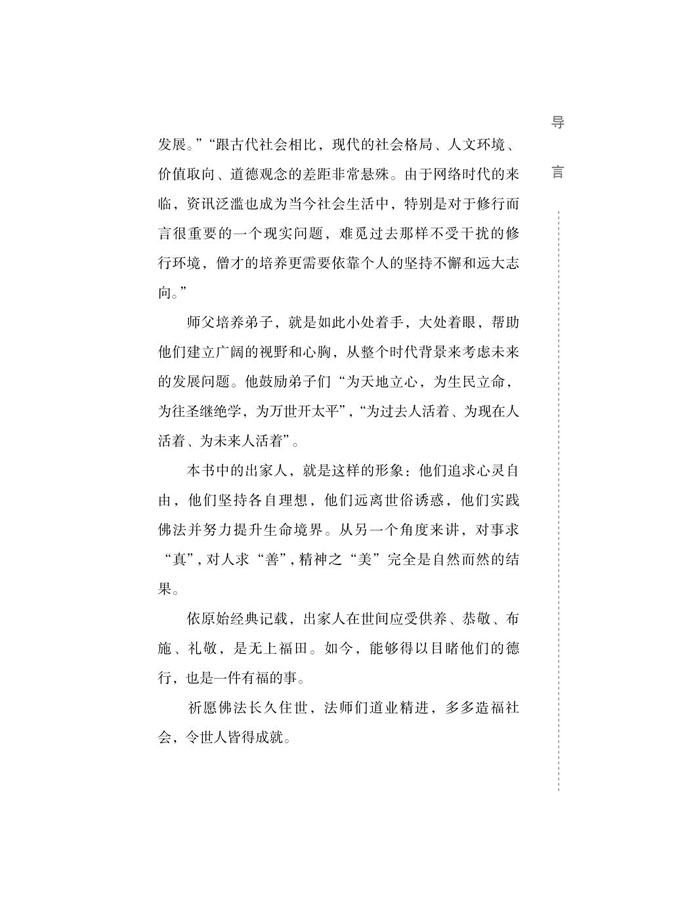 导言
发展。”“跟古代社会相比，现代的社会格局、人文环境、
价值取向、道德观念的差距非常悬殊。由于网络时代的来
临，资讯泛滥也成为当今社会生活中，特别是对于修行而
言很重要的一个现实问题，难觅过去那样不受干扰的修
行环境，僧才的培养更需要依靠个人的坚持不懈和远大志
向。”
师父培养弟子，就是如此小处着手，大处着眼，帮助
他们建立广阔的视野和心胸，从整个时代背景来考虑未来
的发展问题。他鼓励弟子们“为天地立心，为生民立命，
为往圣继绝学，为万世开太平”，“为过去人活着、为现在人
活着、为未来人活着”。
本书中的出家人，就是这样的形象：他们追求心灵自
由，他们坚持各自理想，他们远离世俗诱惑，他们实践
佛法并努力提升生命境界。从另一个角度来讲，对事求
“真”，对人求“善”，精神之“美”完全是自然而然的结
果。
依原始经典记载，出家人在世间应受供养、恭敬、布
施、礼敬，是无上福田。如今，能够得以目睹他们的德
行，也是一件有福的事。
祈愿佛法长久住世，法师们道业精进，多多造福社
会，令世人皆得成就。